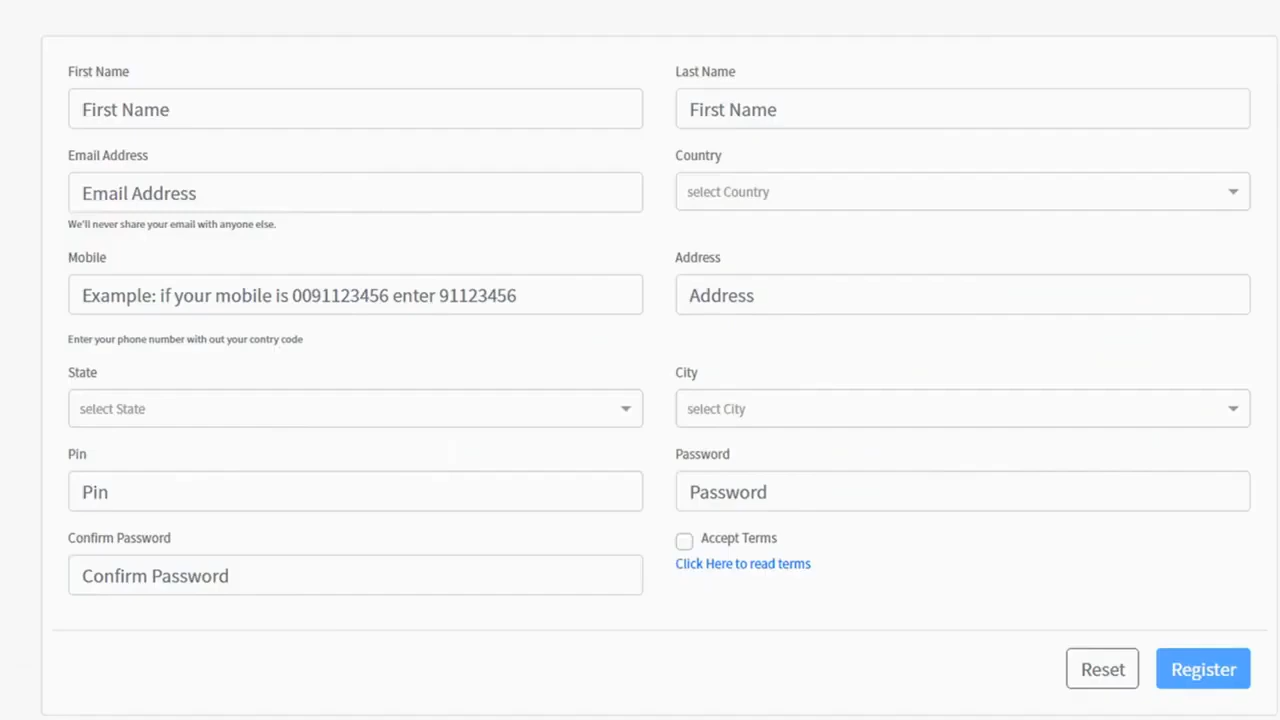 First Name
Last Name
First Name
First Name
Email Address
Country
Email Address
select Country
We'll never share your email with anyone else.
Mobile
Address
Example: if your mobile is 0091123456 enter 91123456
Address
Enter your phone number with out your contry code
State
City
select State
select City
Pin
Password
Pin
Password
Confirm Password
Accept Terms
Click Here to read terms
Confirm Password
Reset
Register